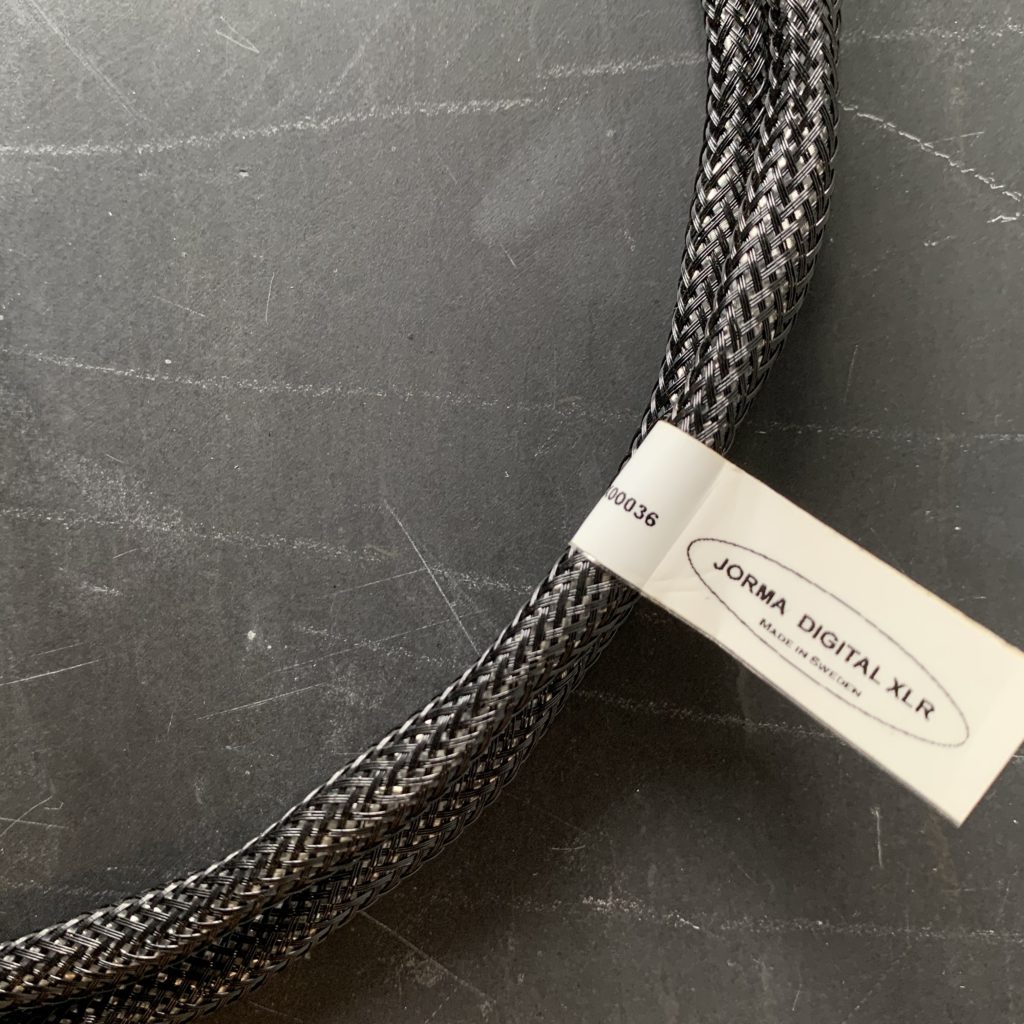 00036
JORMA DIGITAL XLR
MADE IN SWEDEN